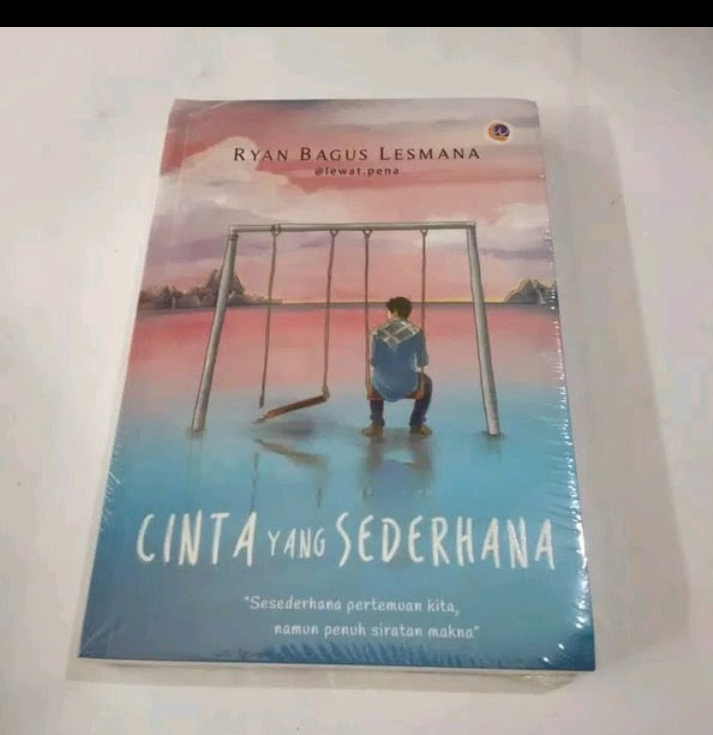 RYAN BAGUS LESMANA
@lewat.pena
CINTA YANG SEDERHANA
"Sesederhana pertemuan kita,
namun penuh siratan makna"